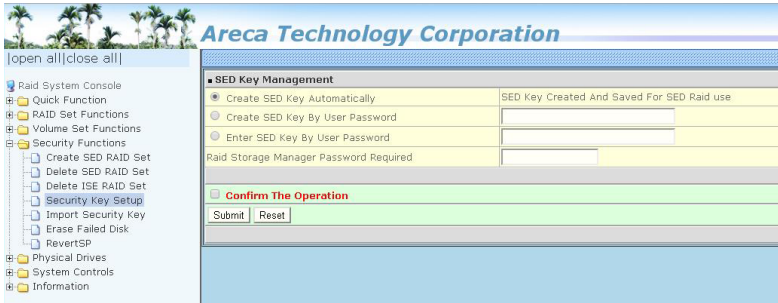 Areca Technology Corporation
|open all|close all|
Raid System Console
Quick Function
RAID Set Functions
Volume Set Functions
Security Functions
Create SED RAID Set
Delete SED RAID Set
Delete ISE RAID Set
Security Key Setup
Import Security Key
Erase Failed Disk
RevertSP
Physical Drives
System Controls
Information
SED Key Management
Create SED Key Automatically SED Key Created And Saved For SED Raid use
Create SED Key By User Password
Enter SED Key By User Password
Raid Storage Manager Password Required
Confirm The Operation
Submit Reset